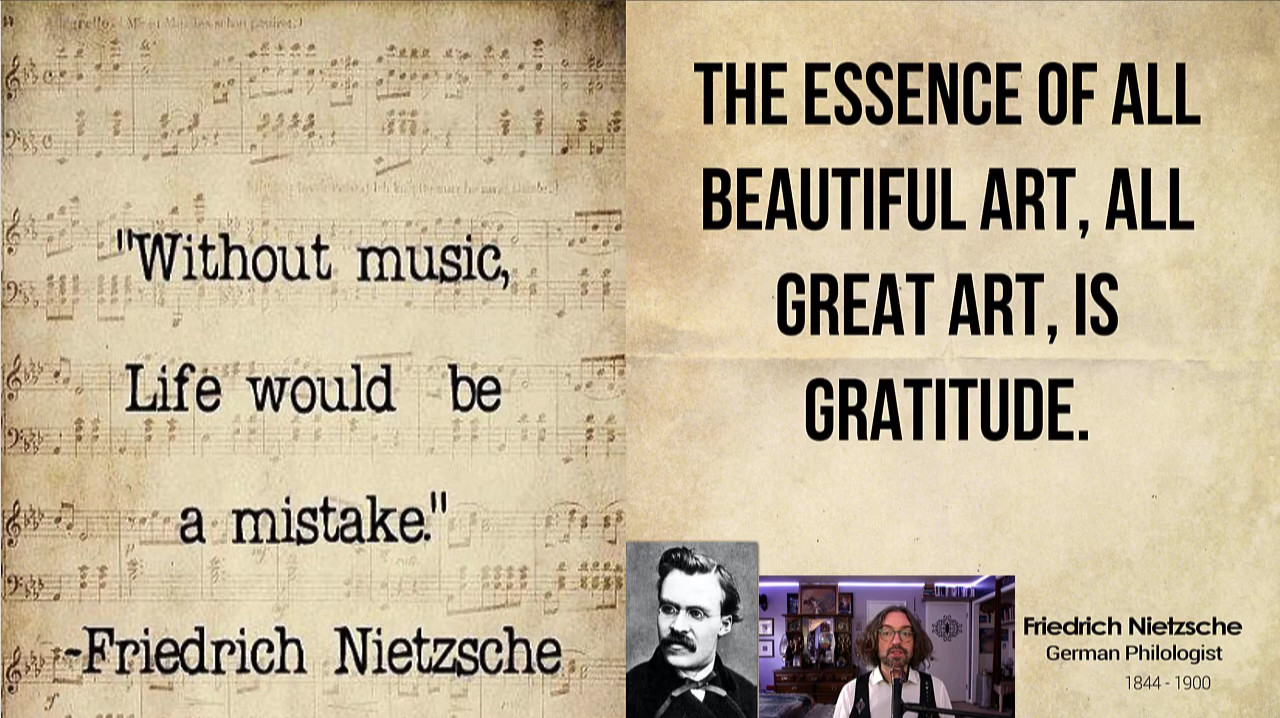 "Without music,
Life would be
a mistake."
-Friedrich Nietzsche
THE ESSENCE OF ALL
BEAUTIFUL ART, ALL
GREAT ART, IS
GRATITUDE.
Friedrich Nietzsche
German Philologist
1844 - 1900